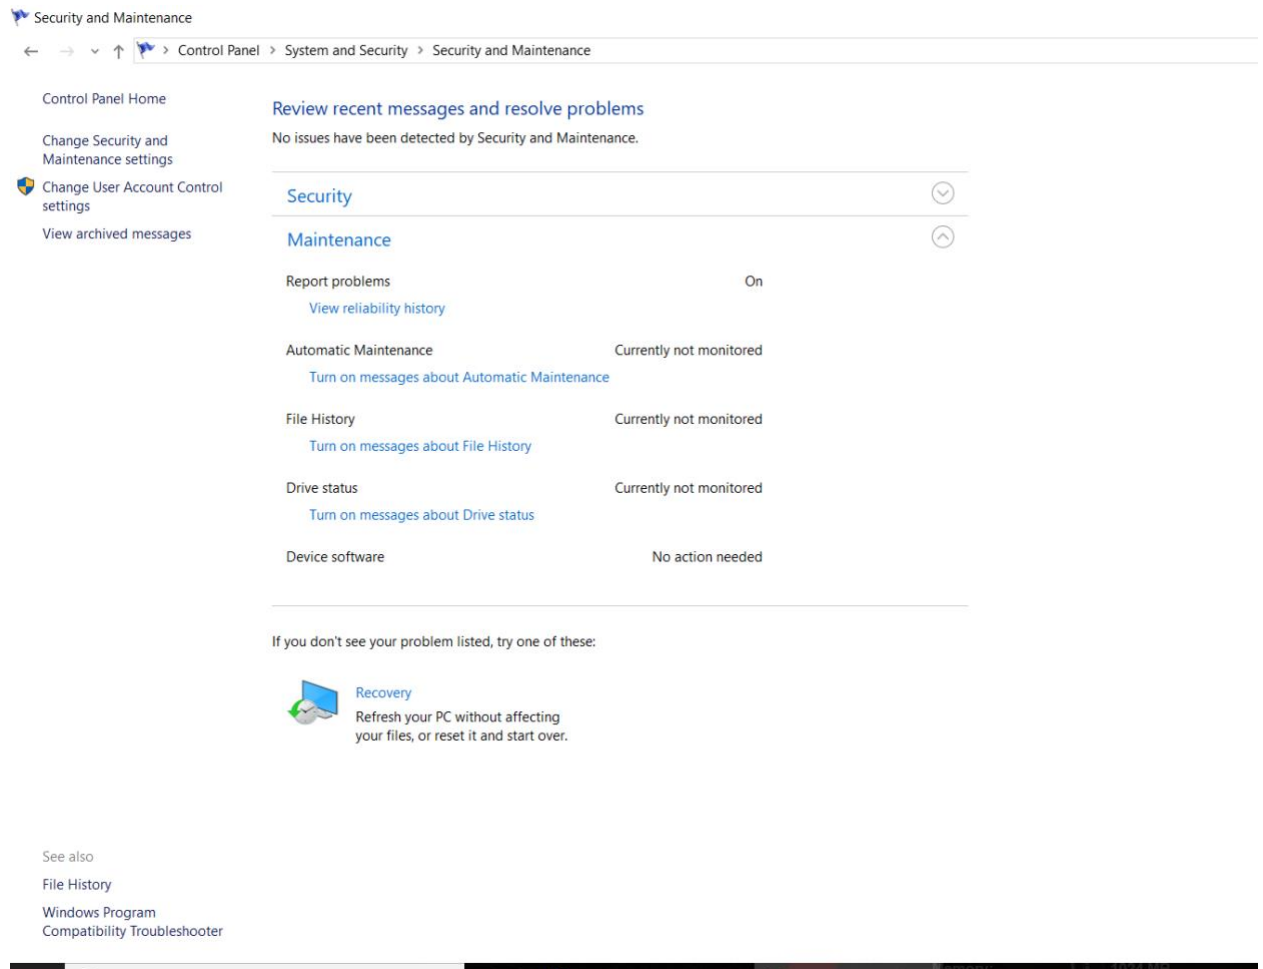 Security and Maintenance
Control Panel > System and Security > Security and Maintenance
Control Panel Home
Change Security and
Maintenance settings
Change User Account Control
settings
View archived messages
Review recent messages and resolve problems
No issues have been detected by Security and Maintenance.
Security
Maintenance
Report problems On
View reliability history
Automatic Maintenance Currently not monitored
Turn on messages about Automatic Maintenance
File History Currently not monitored
Turn on messages about File History
Drive status Currently not monitored
Turn on messages about Drive status
Device software No action needed
If you don't see your problem listed, try one of these:
Recovery
Refresh your PC without affecting
your files, or reset it and start over.
See also
File History
Windows Program
Compatibility Troubleshooter